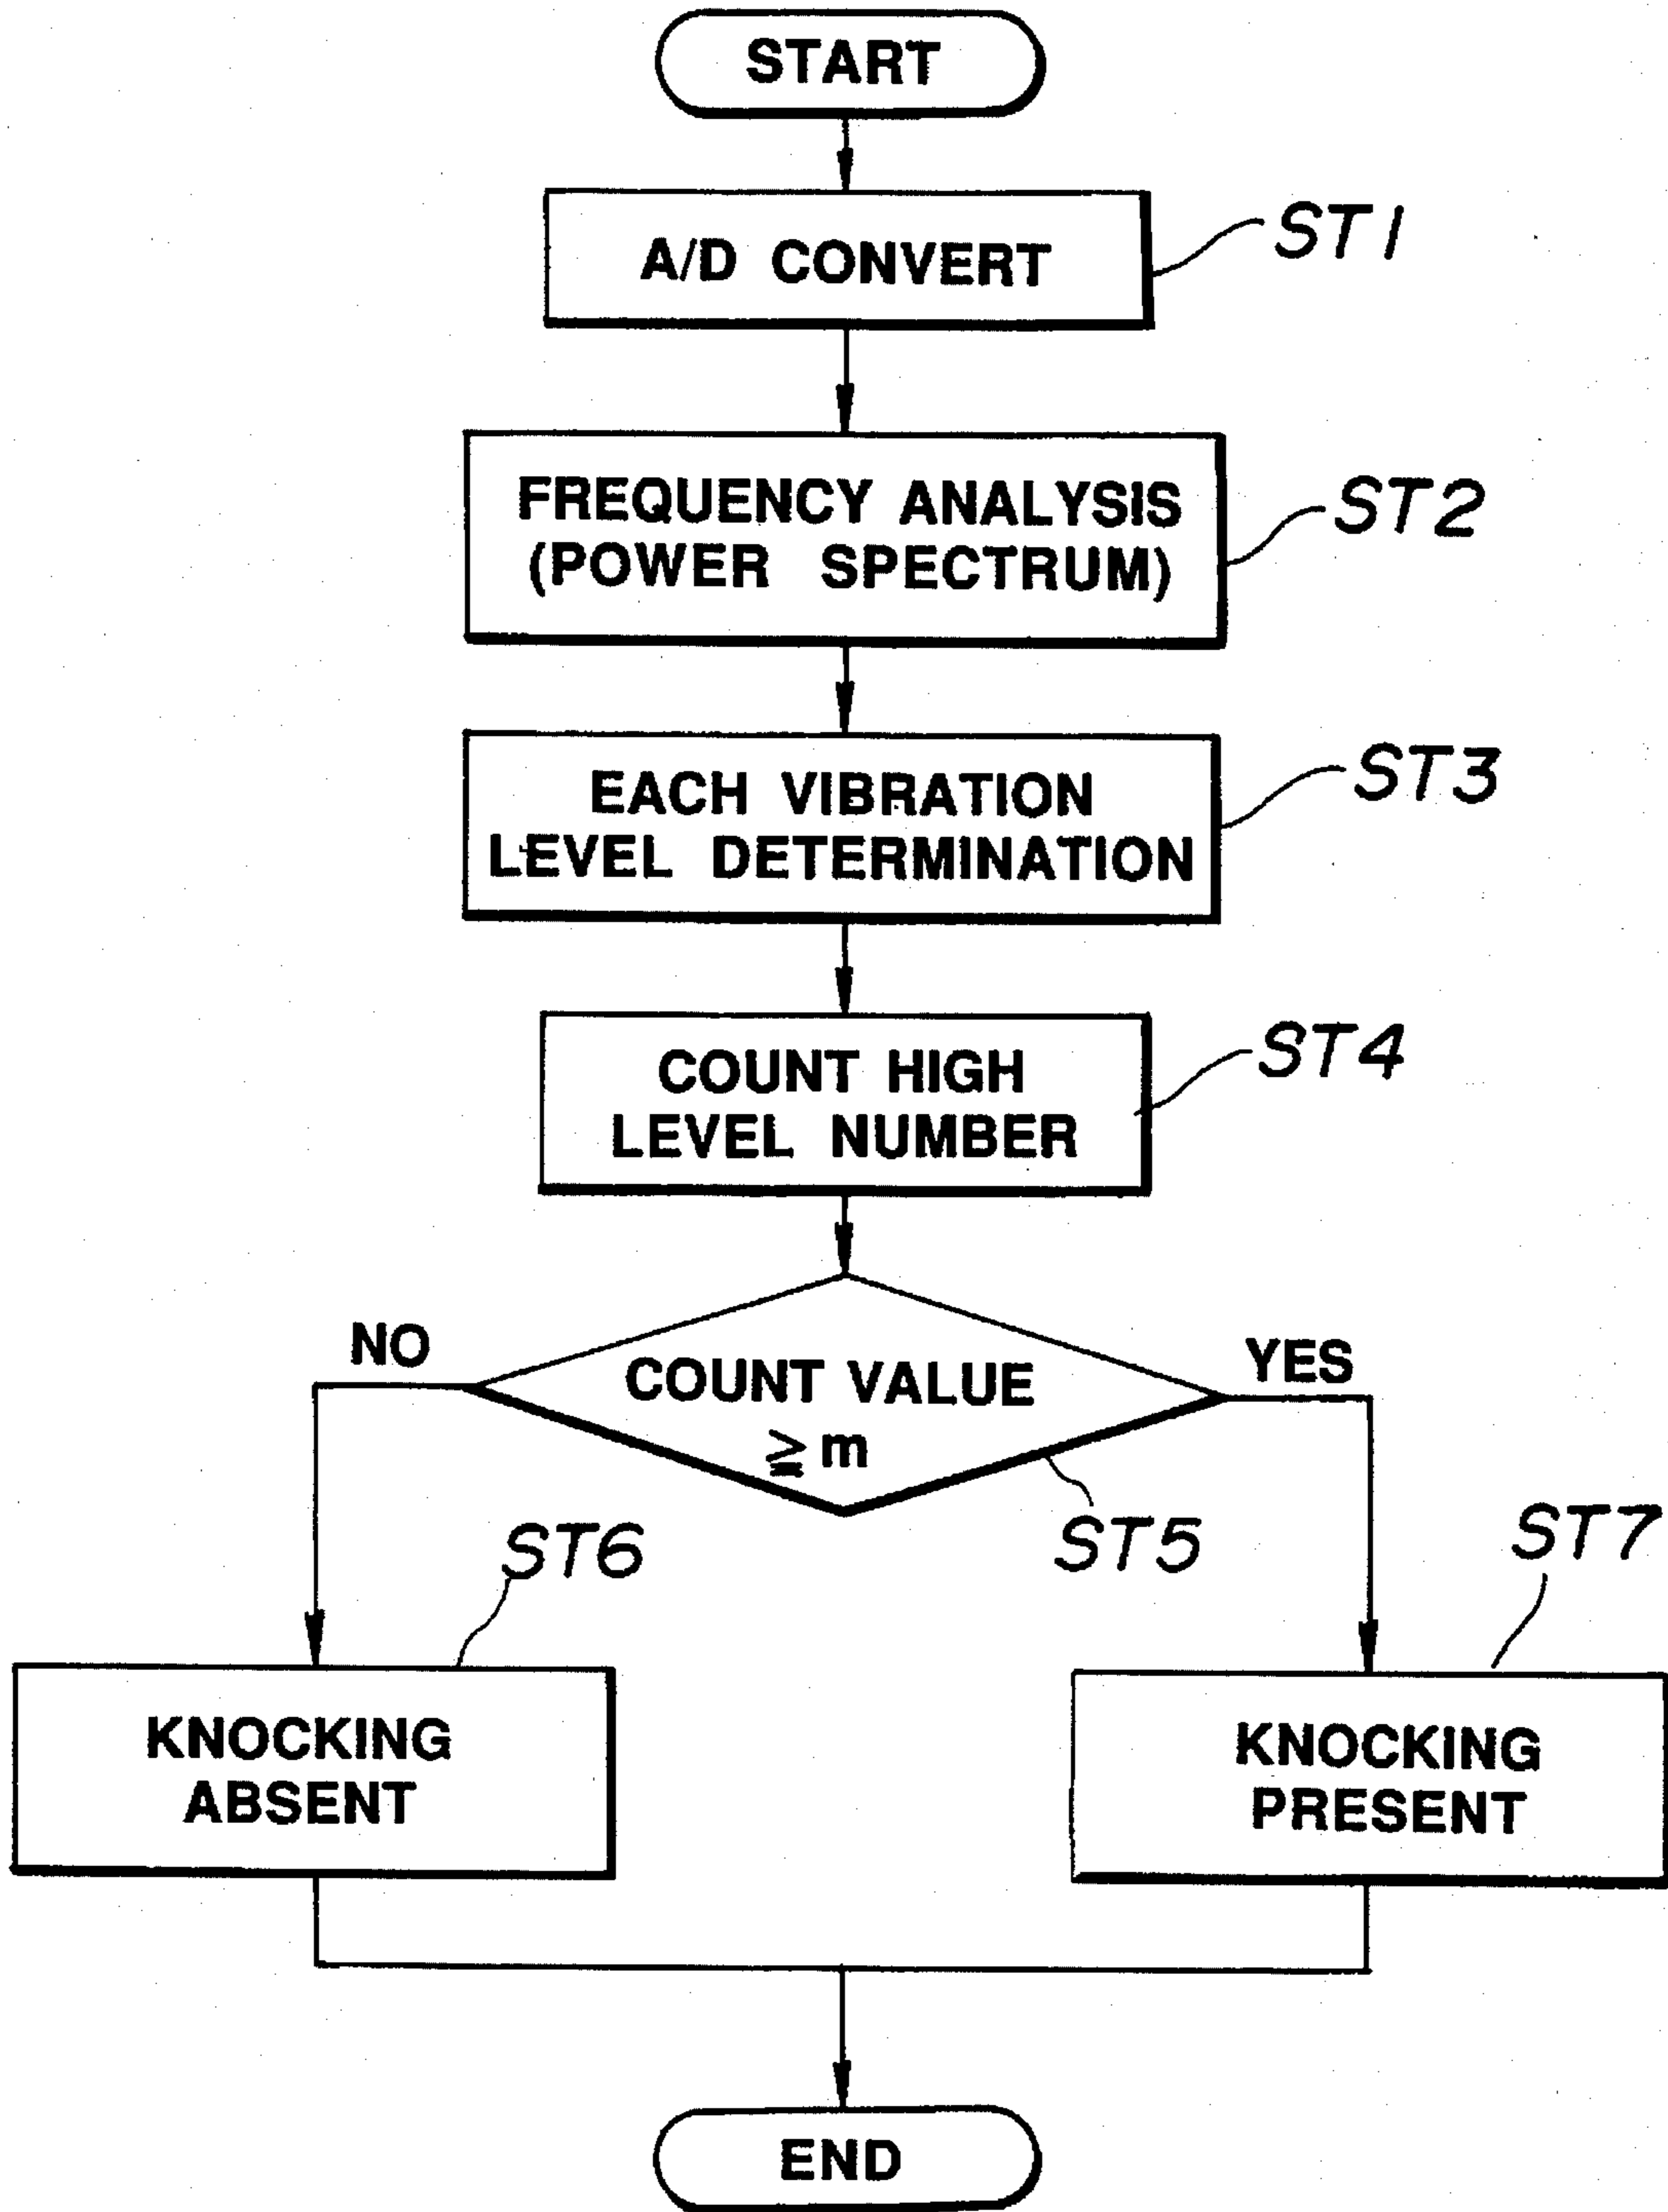 START
A/D CONVERT
ST1
FREQUENCY ANALYSIS
(POWER SPECTRUM)
ST2
EACH VIBRATION
LEVEL DETERMINATION
ST3
COUNT HIGH
LEVEL NUMBER
ST4
NO
COUNT VALUE
≧ m
YES
ST5
ST6
ST7
KNOCKING
ABSENT
KNOCKING
PRESENT
END